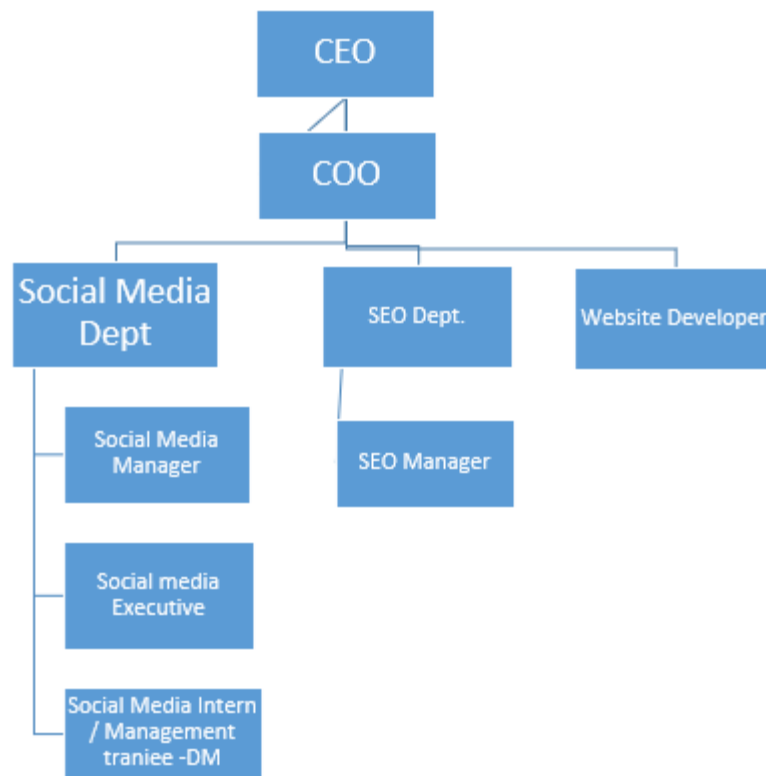 CEO
COO
Social Media
Dept
SEO Dept.
Website Developer
Social Media
Manager
SEO Manager
Social media
Executive
Social Media Intern
/ Management
traniee -DM